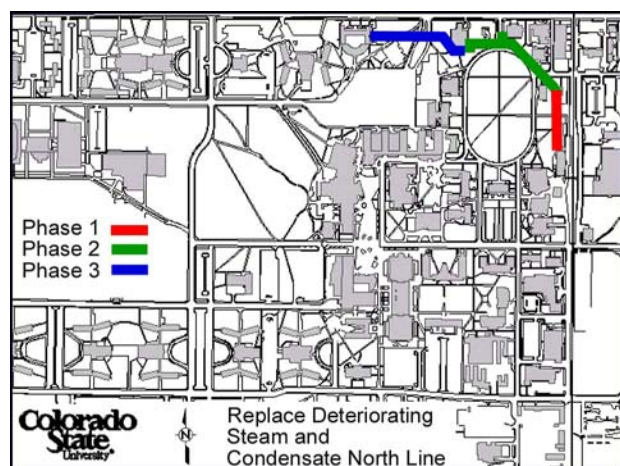 Phase 1
Phase 2
Phase 3
Colorado
State
University
N
Replace Deteriorating
Steam and
Condensate North Line